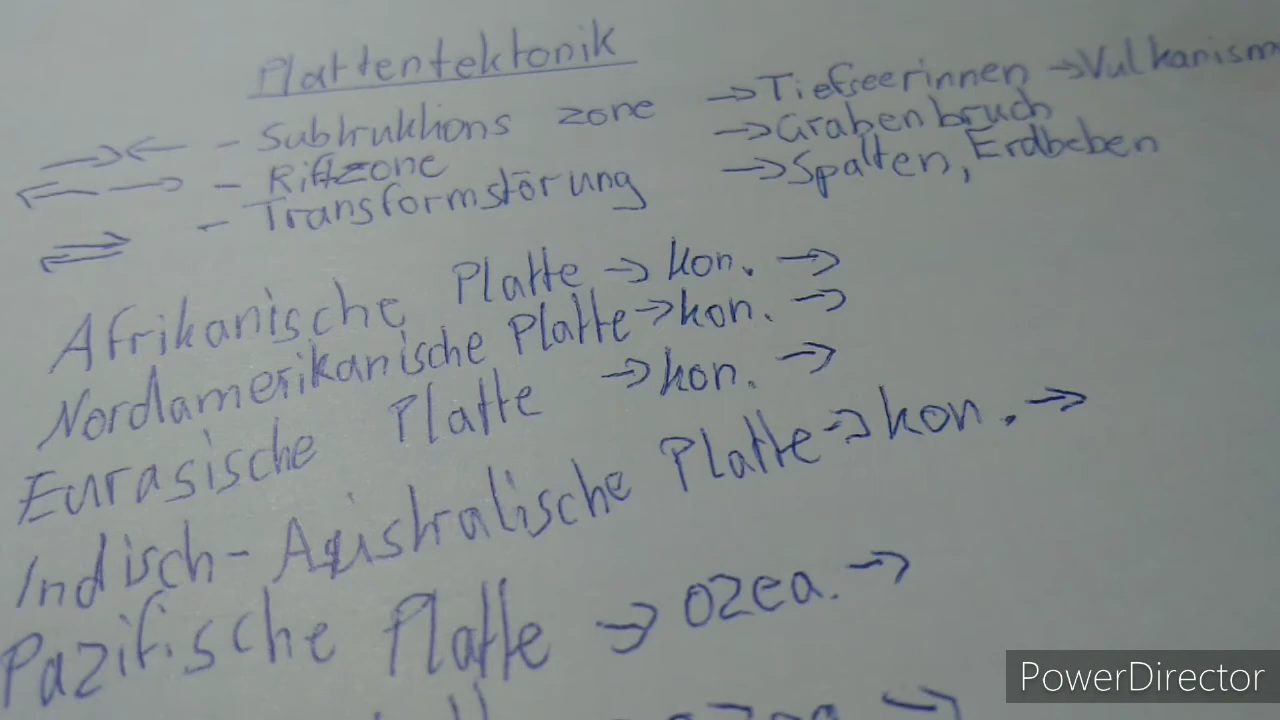 Plattentektonik
→← - Subtruktions zone → Tiefseerinnen → Vulkanism
← → - Riftzone → Grabenbruch
⇌ - Transformstörung → Spalten, Erdbeben
Afrikanische Platte → kon. →
Nordamerikanische Platte → kon. →
Eurasische Platte → kon. →
Indisch-Australische Platte → kon. →
Pazifische Platte → ozea. →
PowerDirector